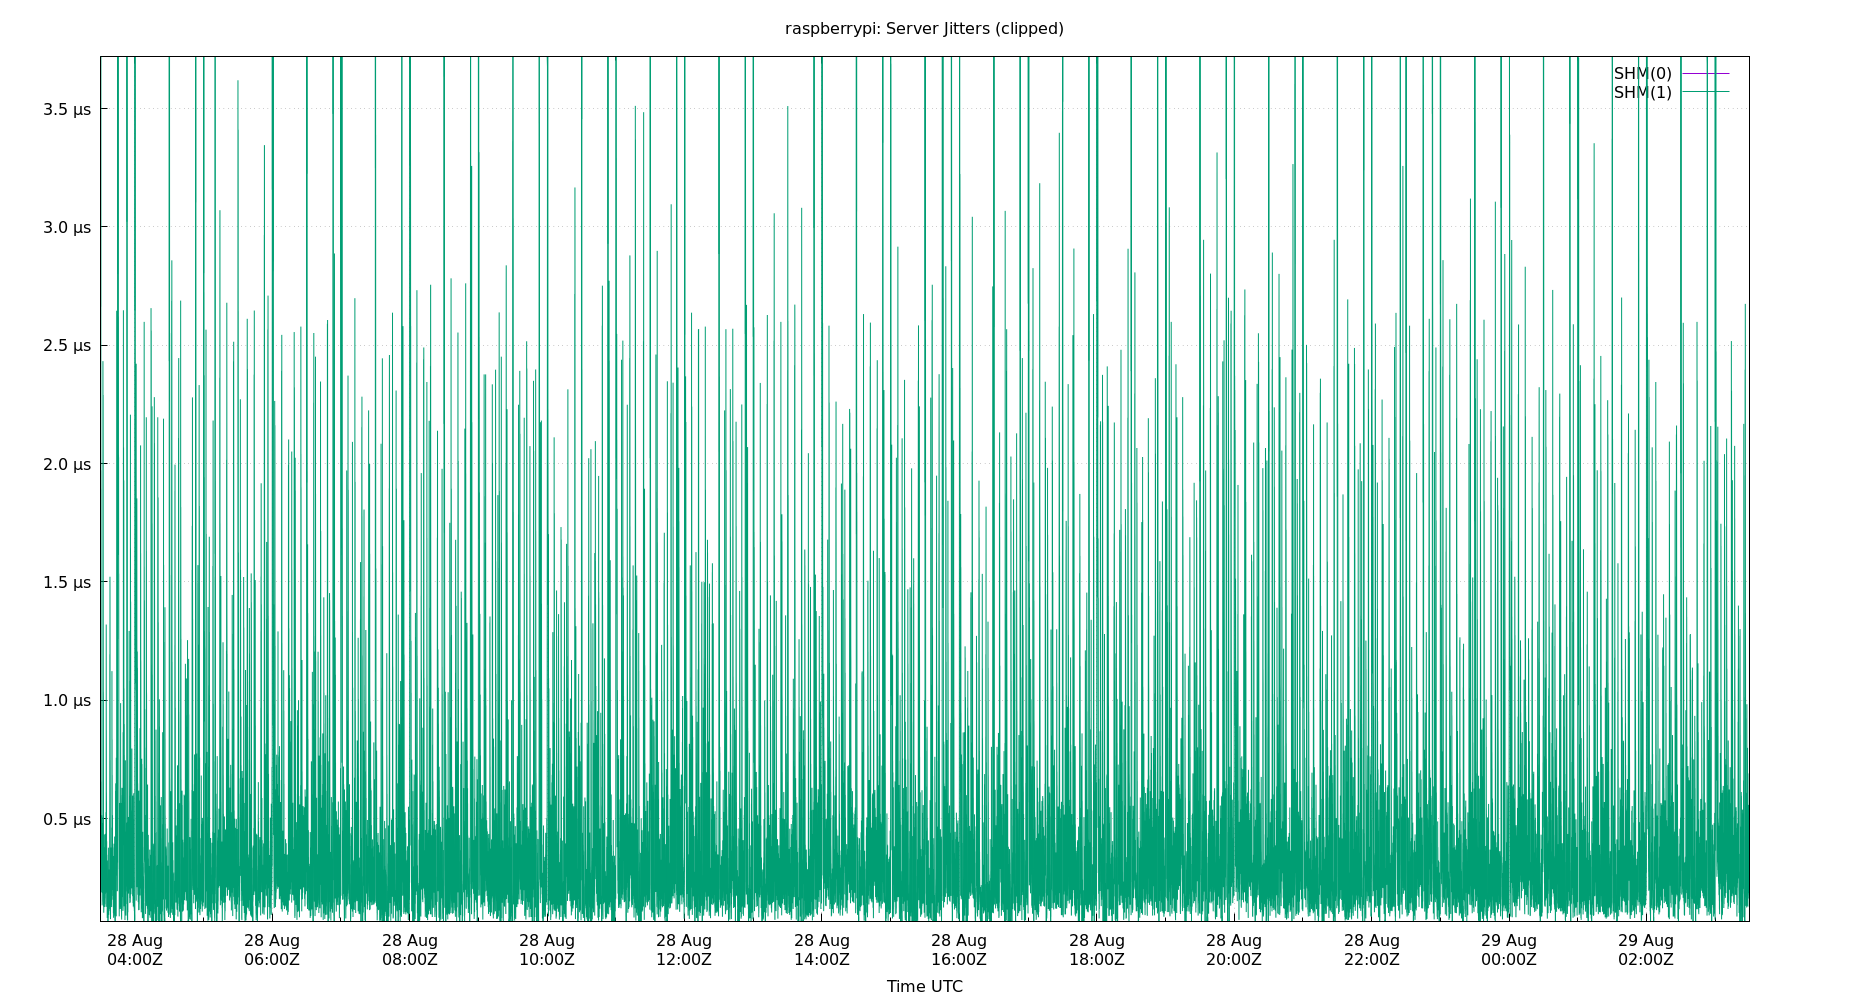 raspberrypi: Server Jitters (clipped)
SHM(0)
SHM(1)
3.5 µs
3.0 µs
2.5 µs
2.0 µs
1.5 µs
1.0 µs
0.5 µs
28 Aug 28 Aug 28 Aug 28 Aug 28 Aug 28 Aug 28 Aug 28 Aug 28 Aug 28 Aug 29 Aug 29 Aug
04:00Z 06:00Z 08:00Z 10:00Z 12:00Z 14:00Z 16:00Z 18:00Z 20:00Z 22:00Z 00:00Z 02:00Z
Time UTC